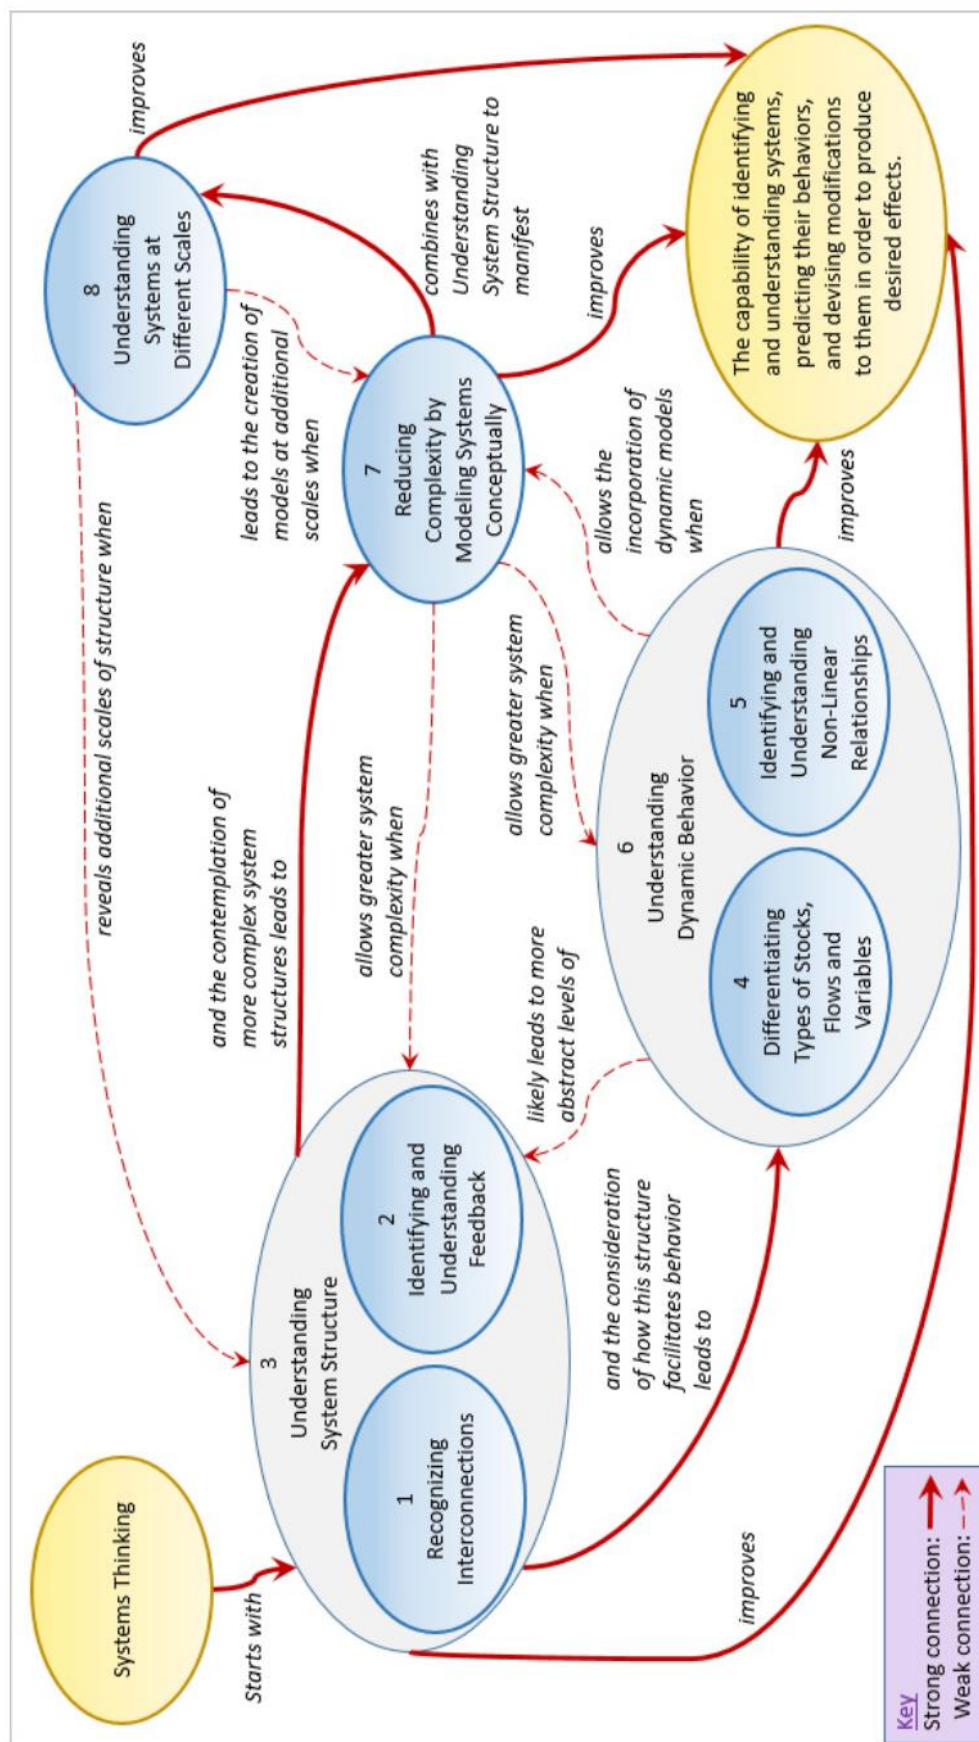 Systems Thinking
Starts with
3
Understanding
System Structure
1
Recognizing
Interconnections
2
Identifying and
Understanding
Feedback
reveals additional scales of structure when
and the contemplation of
more complex system
structures leads to
allows greater system
complexity when
8
Understanding
Systems at
Different Scales
improves
leads to the creation of
models at additional
scales when
combines with
Understanding
System Structure to
manifest
7
Reducing
Complexity by
Modeling Systems
Conceptually
improves
allows greater system
complexity when
allows the
incorporation of
dynamic models
when
likely leads to more
abstract levels of
and the consideration
of how this structure
facilitates behavior
leads to
6
Understanding
Dynamic Behavior
4
Differentiating
Types of Stocks,
Flows and
Variables
5
Identifying and
Understanding
Non-Linear
Relationships
improves
The capability of identifying
and understanding systems,
predicting their behaviors,
and devising modifications
to them in order to produce
desired effects.
improves
Key
Strong connection:
Weak connection: